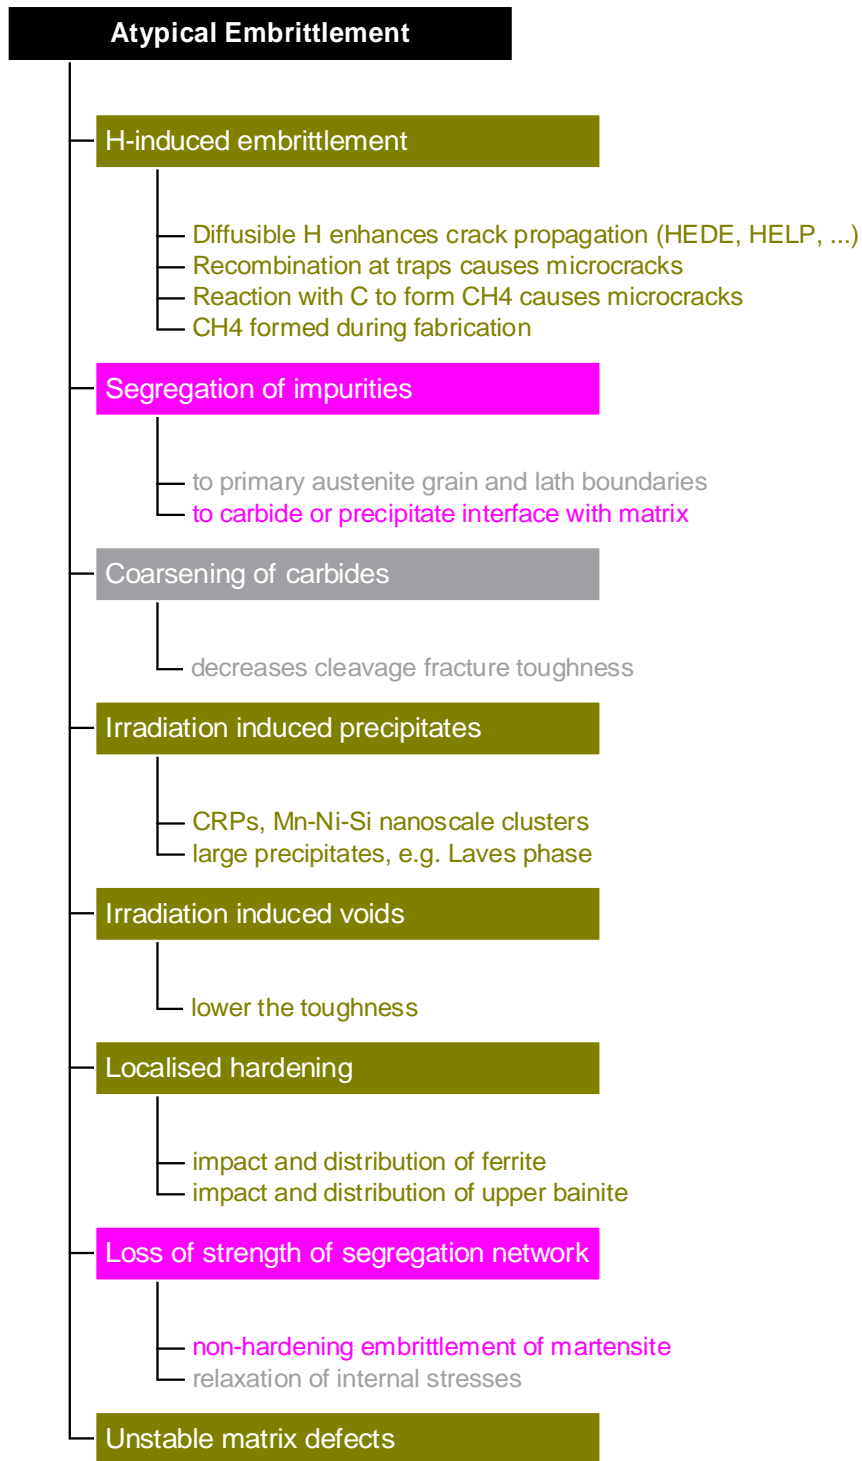 Atypical Embrittlement
H-induced embrittlement
Diffusible H enhances crack propagation (HEDE, HELP, ...)
Recombination at traps causes microcracks
Reaction with C to form CH4 causes microcracks
CH4 formed during fabrication
Segregation of impurities
to primary austenite grain and lath boundaries
to carbide or precipitate interface with matrix
Coarsening of carbides
decreases cleavage fracture toughness
Irradiation induced precipitates
CRPs, Mn-Ni-Si nanoscale clusters
large precipitates, e.g. Laves phase
Irradiation induced voids
lower the toughness
Localised hardening
impact and distribution of ferrite
impact and distribution of upper bainite
Loss of strength of segregation network
non-hardening embrittlement of martensite
relaxation of internal stresses
Unstable matrix defects